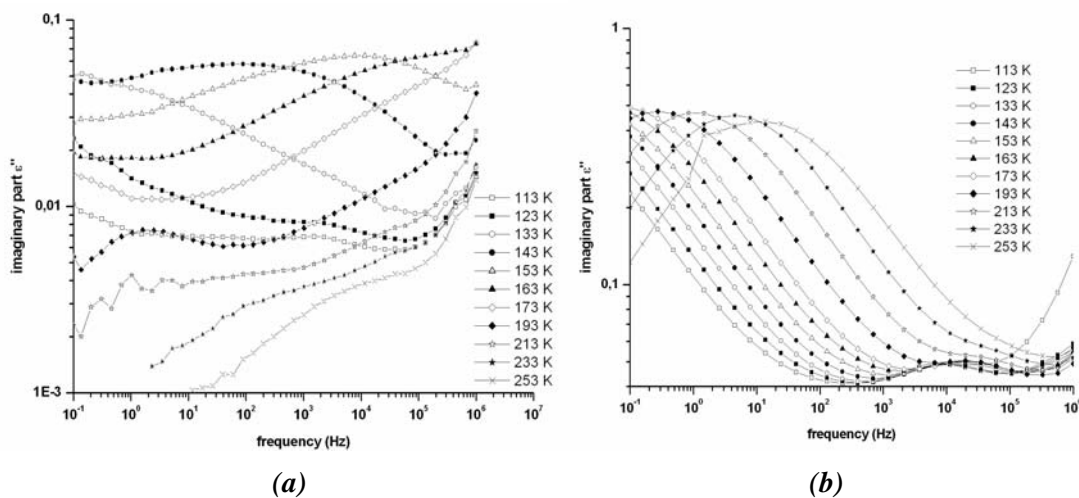 0,1
0,01
1E-3
imaginary part ε"
10⁻¹ 10⁰ 10¹ 10² 10³ 10⁴ 10⁵ 10⁶ 10⁷
frequency (Hz)
113 K
123 K
133 K
143 K
153 K
163 K
173 K
193 K
213 K
233 K
253 K
(a)
1
0,1
imaginary part ε"
10⁻¹ 10⁰ 10¹ 10² 10³ 10⁴ 10⁵ 10⁶
frequency (Hz)
113 K
123 K
133 K
143 K
153 K
163 K
173 K
193 K
213 K
233 K
253 K
(b)